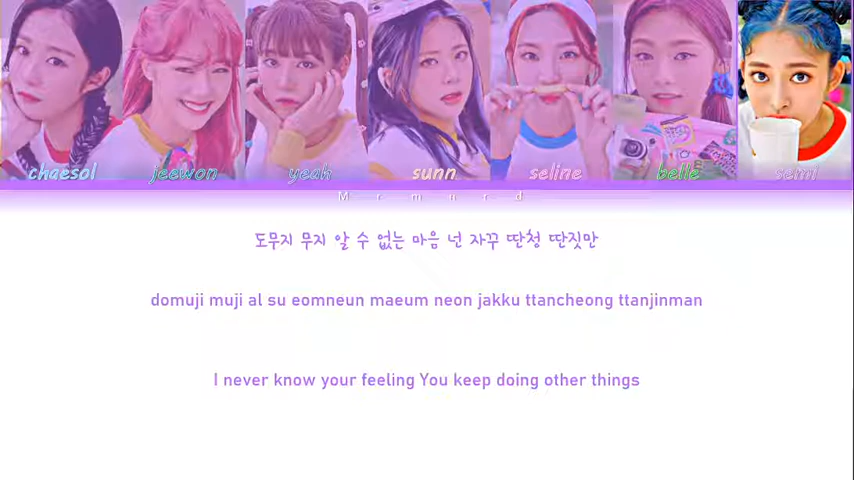 chaesol jeewon yeah sunn seline belle semi
M r m n r d
도무지 무지 알 수 없는 마음 넌 자꾸 딴청 딴짓만
domuji muji al su eomneun maeum neon jakku ttancheong ttanjinman
I never know your feeling You keep doing other things